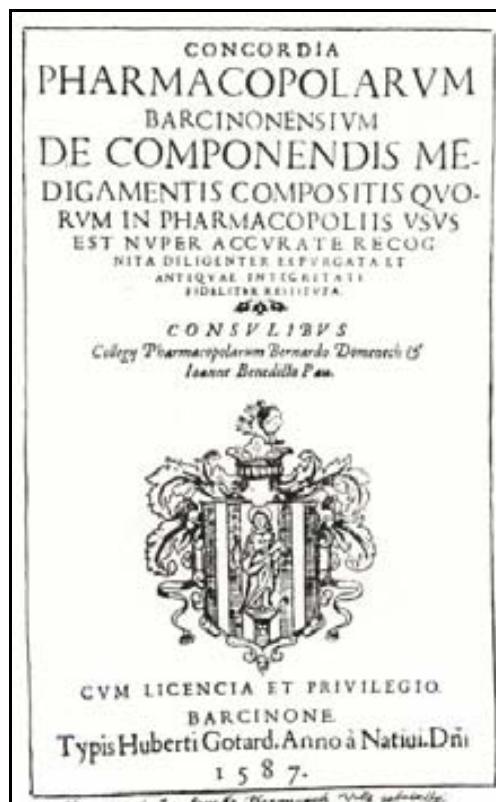 CONCORDIA
PHARMACOPOLARVM
BARCINONENSIVM
DE COMPONENDIS ME-
DIGAMENTIS COMPOSITIS QVO-
RVM IN PHARMACOPOLIIS VSVS
EST NVPER ACCVRATE RECOG
NITA DILIGENTER EXPVRGATA ET
ANTIQVAE INTEGRITATI
FIDELITER RESTITVTA.
CONSVLIBVS
Collegij Pharmacopolarum Bernardo Domenech &
Ioanne Benedicto Pau.
CVM LICENCIA ET PRIVILEGIO.
BARCINONE.
Typis Huberti Gotard. Anno à Natiui. Dñi
1587.